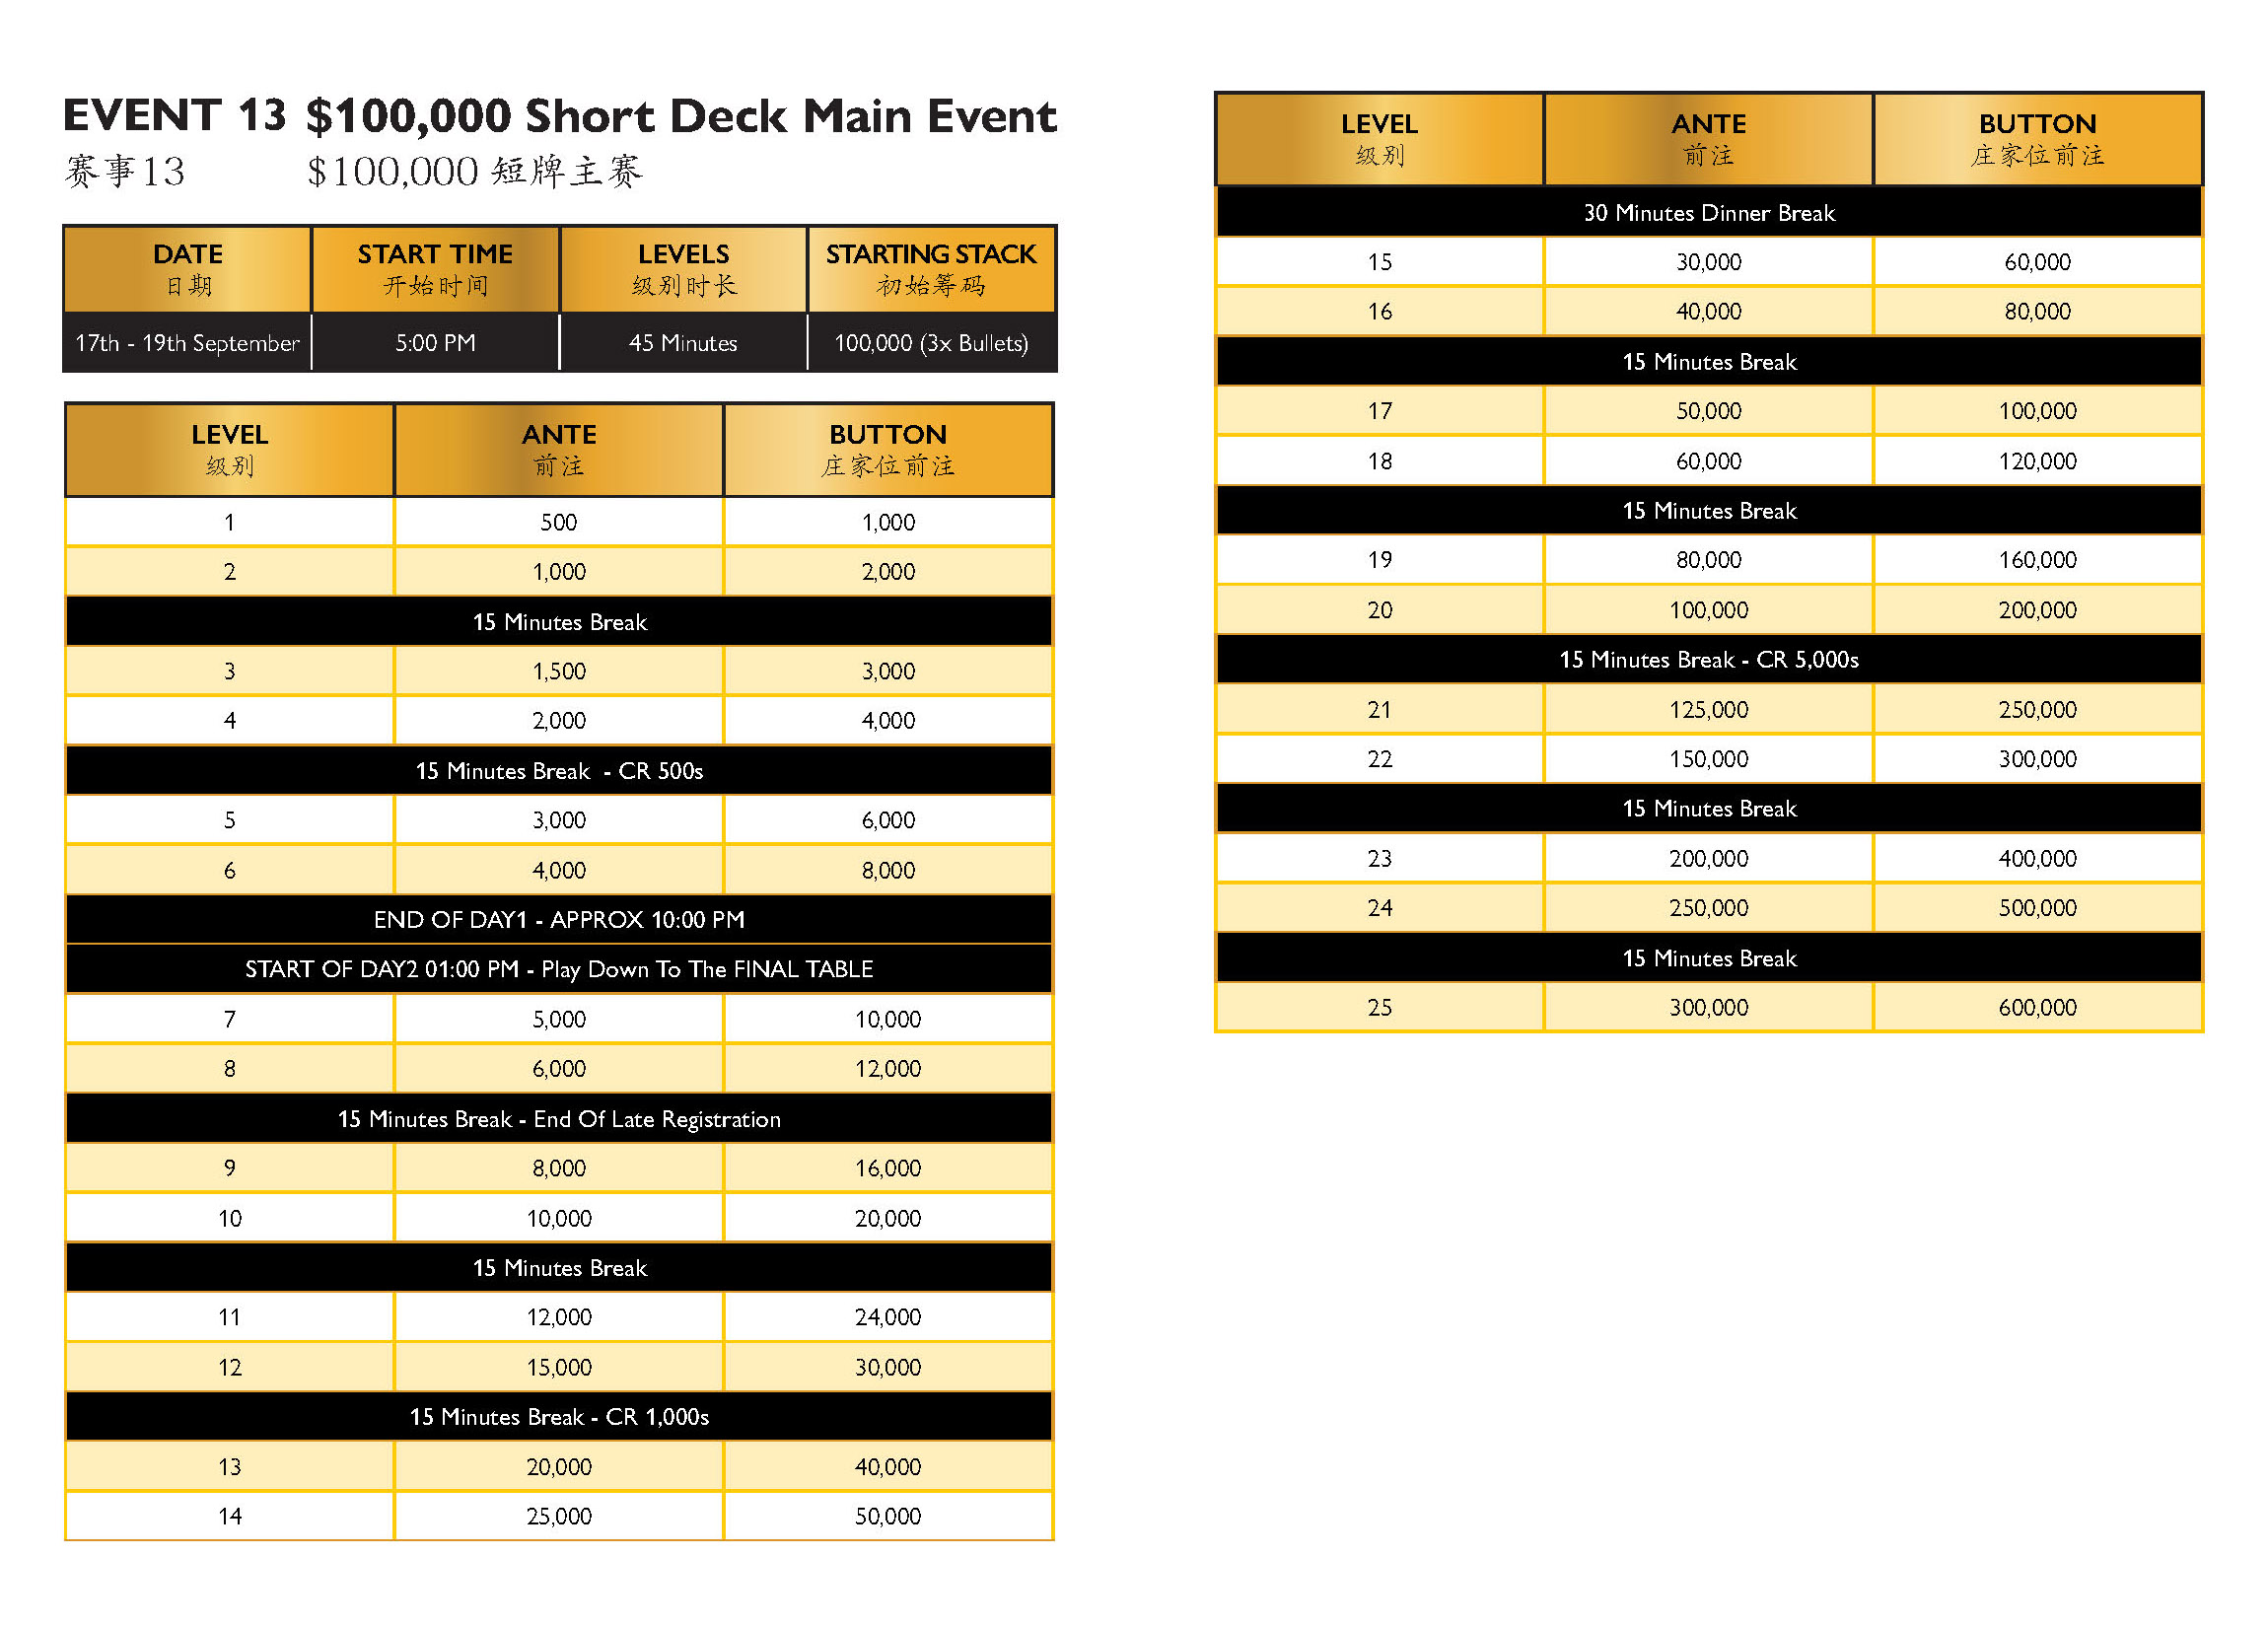 EVENT 13 $100,000 Short Deck Main Event
赛事13 $100,000 短牌主赛
DATE START TIME LEVELS STARTING STACK
日期 开始时间 级别时长 初始筹码
17th - 19th September 5:00 PM 45 Minutes 100,000 (3x Bullets)
LEVEL ANTE BUTTON
级别 前注 庄家位前注
1 500 1,000
2 1,000 2,000
15 Minutes Break
3 1,500 3,000
4 2,000 4,000
15 Minutes Break - CR 500s
5 3,000 6,000
6 4,000 8,000
END OF DAY1 - APPROX 10:00 PM
START OF DAY2 01:00 PM - Play Down To The FINAL TABLE
7 5,000 10,000
8 6,000 12,000
15 Minutes Break - End Of Late Registration
9 8,000 16,000
10 10,000 20,000
15 Minutes Break
11 12,000 24,000
12 15,000 30,000
15 Minutes Break - CR 1,000s
13 20,000 40,000
14 25,000 50,000
LEVEL ANTE BUTTON
级别 前注 庄家位前注
30 Minutes Dinner Break
15 30,000 60,000
16 40,000 80,000
15 Minutes Break
17 50,000 100,000
18 60,000 120,000
15 Minutes Break
19 80,000 160,000
20 100,000 200,000
15 Minutes Break - CR 5,000s
21 125,000 250,000
22 150,000 300,000
15 Minutes Break
23 200,000 400,000
24 250,000 500,000
15 Minutes Break
25 300,000 600,000